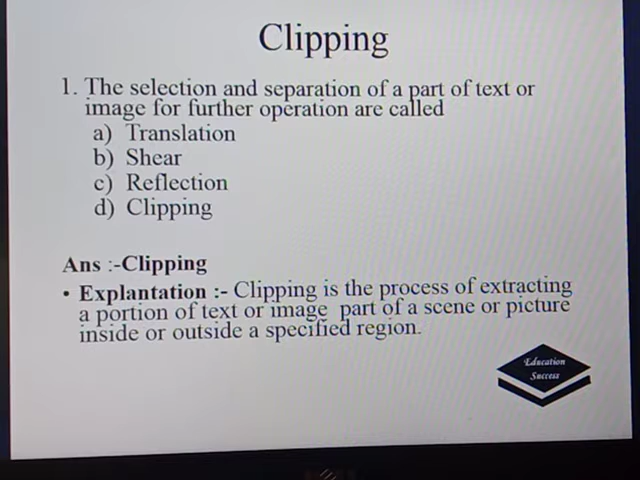 Clipping
1. The selection and separation of a part of text or
image for further operation are called
a) Translation
b) Shear
c) Reflection
d) Clipping
Ans :-Clipping
• Explantation :- Clipping is the process of extracting
a portion of text or image part of a scene or picture
inside or outside a specified region.
Education
Success